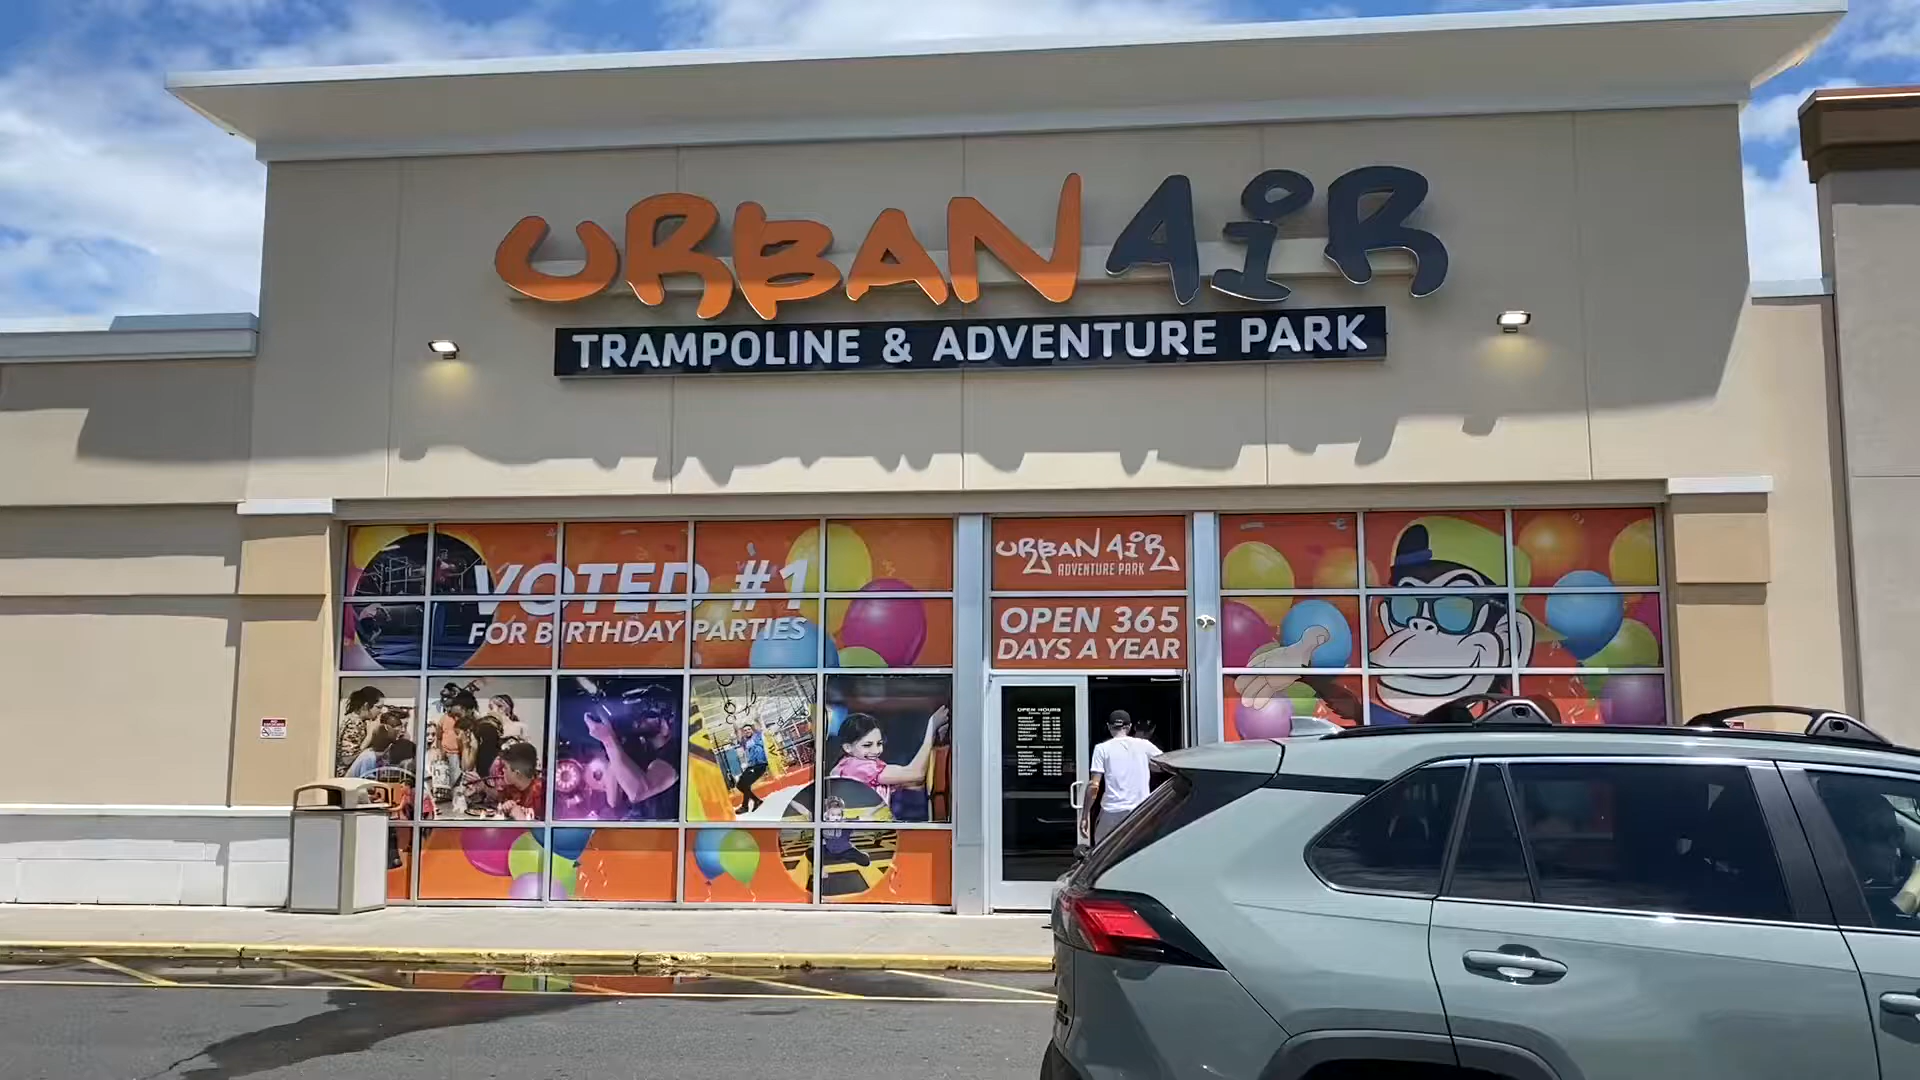 URBAN AiR
TRAMPOLINE & ADVENTURE PARK
VOTED #1
FOR BIRTHDAY PARTIES
URBAN AiR
ADVENTURE PARK
OPEN 365
DAYS A YEAR
OPEN HOURS